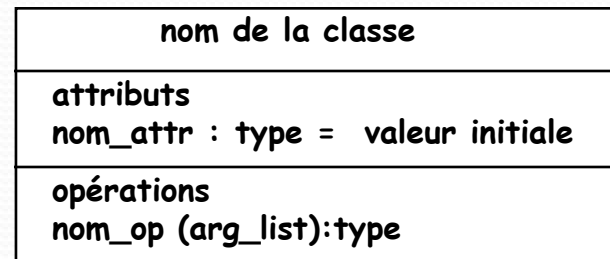 nom de la classe
attributs
nom_attr : type = valeur initiale
opérations
nom_op (arg_list):type